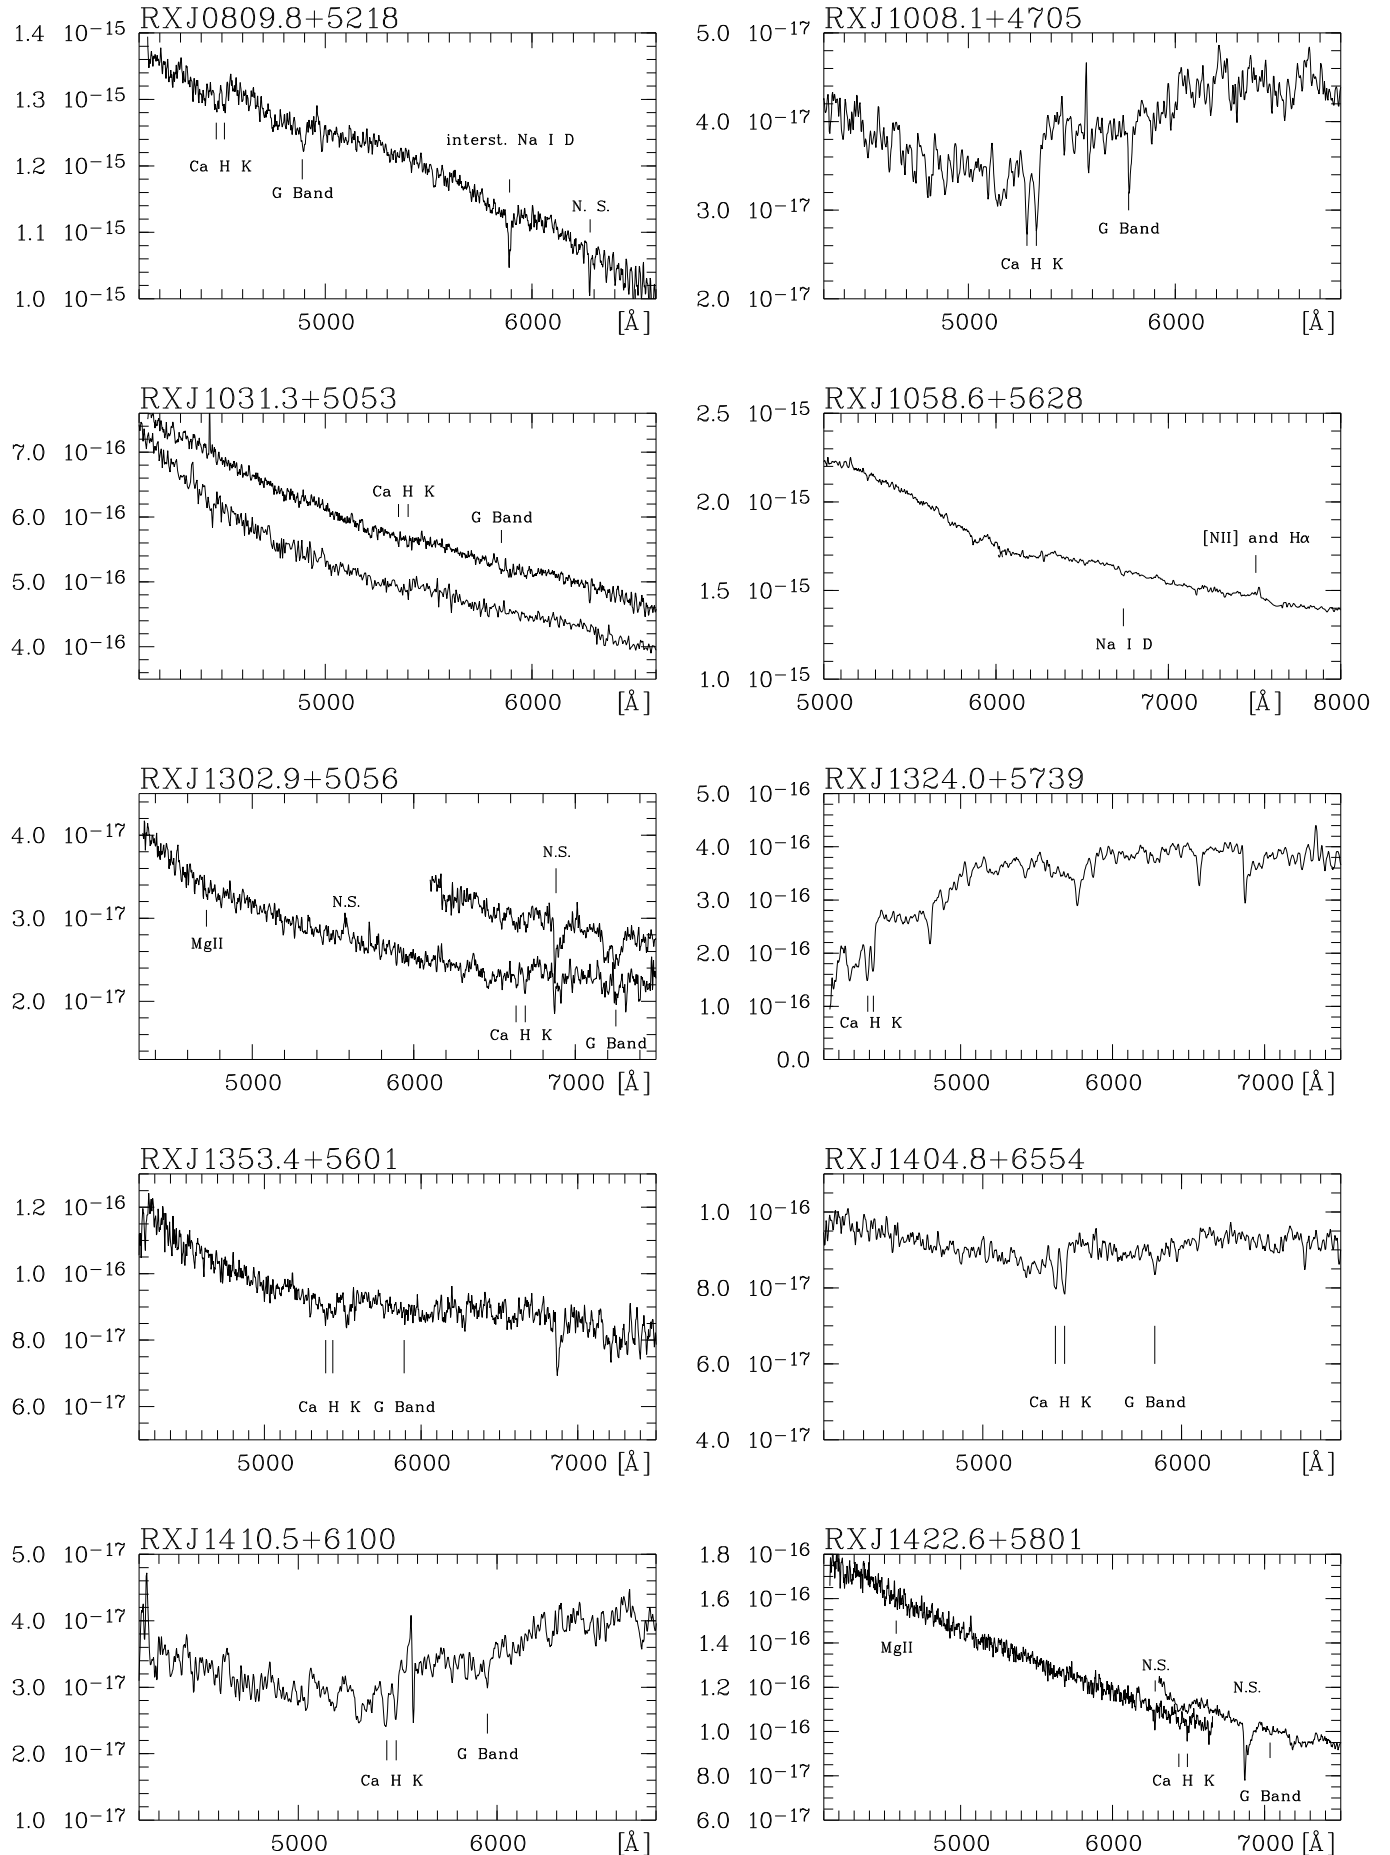 RXJ0809.8+5218
1.4 10−15
1.3 10−15
1.2 10−15
1.1 10−15
1.0 10−15
Ca H K
G Band
interst. Na I D
N. S.
5000 6000 [Å]
RXJ1008.1+4705
5.0 10−17
4.0 10−17
3.0 10−17
2.0 10−17
G Band
Ca H K
5000 6000 [Å]
RXJ1031.3+5053
7.0 10−16
6.0 10−16
5.0 10−16
4.0 10−16
Ca H K
G Band
5000 6000 [Å]
RXJ1058.6+5628
2.5 10−15
2.0 10−15
1.5 10−15
1.0 10−15
[NII] and Hα
Na I D
5000 6000 7000 [Å] 8000
RXJ1302.9+5056
4.0 10−17
3.0 10−17
2.0 10−17
N.S.
N.S.
MgII
Ca H K
G Band
5000 6000 7000 [Å]
RXJ1324.0+5739
5.0 10−16
4.0 10−16
3.0 10−16
2.0 10−16
1.0 10−16
0.0
Ca H K
5000 6000 7000 [Å]
RXJ1353.4+5601
1.2 10−16
1.0 10−16
8.0 10−17
6.0 10−17
Ca H K G Band
5000 6000 7000 [Å]
RXJ1404.8+6554
1.0 10−16
8.0 10−17
6.0 10−17
4.0 10−17
Ca H K G Band
5000 6000 [Å]
RXJ1410.5+6100
5.0 10−17
4.0 10−17
3.0 10−17
2.0 10−17
1.0 10−17
G Band
Ca H K
5000 6000 [Å]
RXJ1422.6+5801
1.8 10−16
1.6 10−16
1.4 10−16
1.2 10−16
1.0 10−16
8.0 10−17
6.0 10−17
MgII
N.S.
N.S.
Ca H K
G Band
5000 6000 7000 [Å]